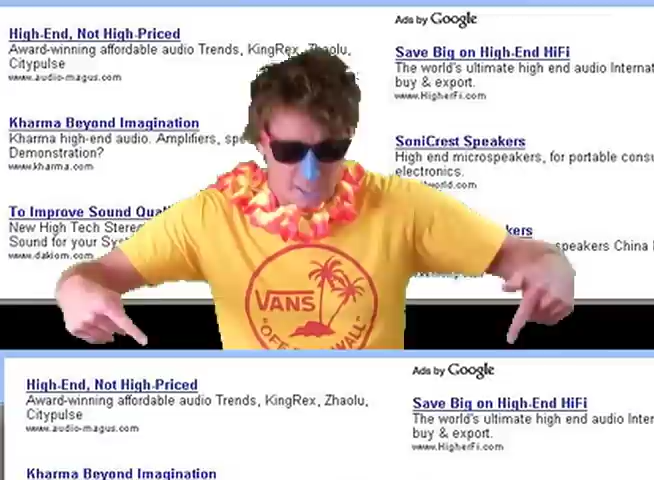 High-End, Not High-Priced
Award-winning affordable audio Trends, KingRex, Zhaolu,
Citypulse
www.audio-magus.com
Kharma Beyond Imagination
Kharma high-end audio. Amplifiers,
Demonstration?
www.kharma.com
To Improve Sound
New High Tech
Sound for your
www.dakiom.com
Ads by Google
Save Big on High-End HiFi
The world's ultimate high end audio
buy & export.
www.HigherFi.com
SoniCrest Speakers
High end microspeakers, for portable
electronics.
speakers China
VANS
"OFF THE WALL"
High-End, Not High-Priced
Award-winning affordable audio Trends, KingRex, Zhaolu,
Citypulse
www.audio-magus.com
Kharma Beyond Imagination
Ads by Google
Save Big on High-End HiFi
The world's ultimate high end audio
buy & export.
www.HigherFi.com